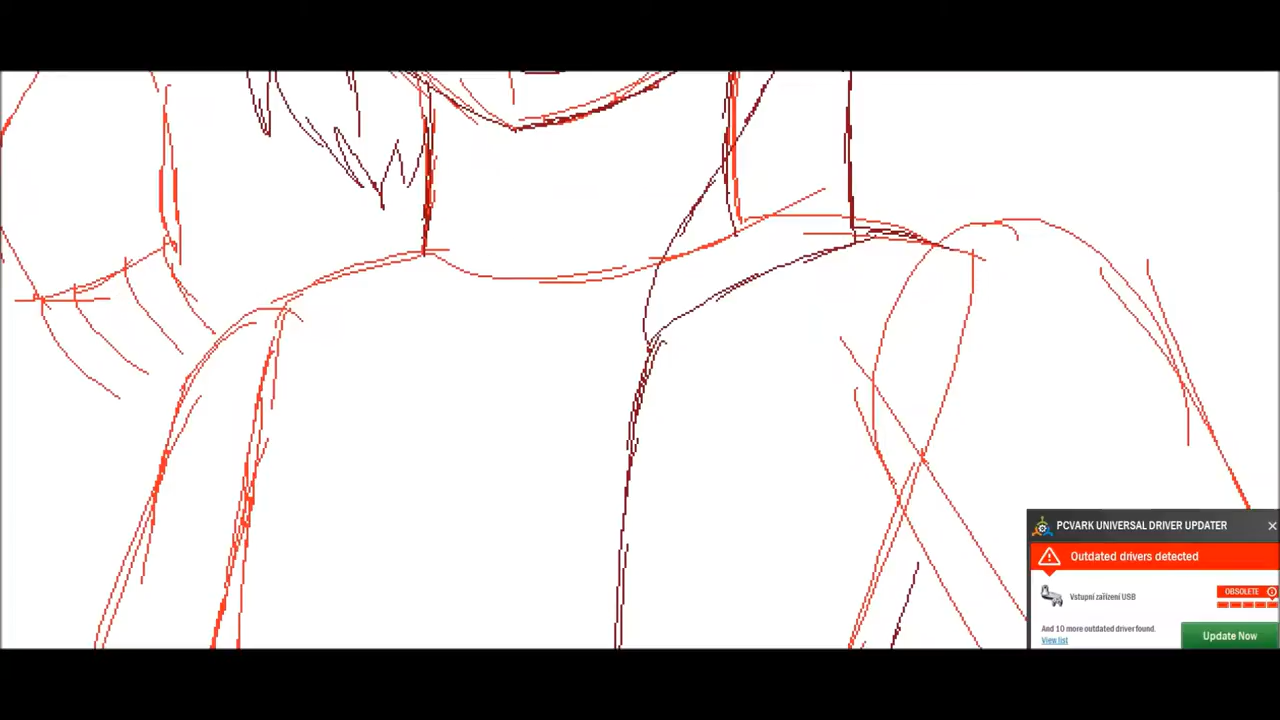 PCVARK UNIVERSAL DRIVER UPDATER
Outdated drivers detected
Vstupní zařízení USB
OBSOLETE
And 10 more outdated driver found.
View list
Update Now